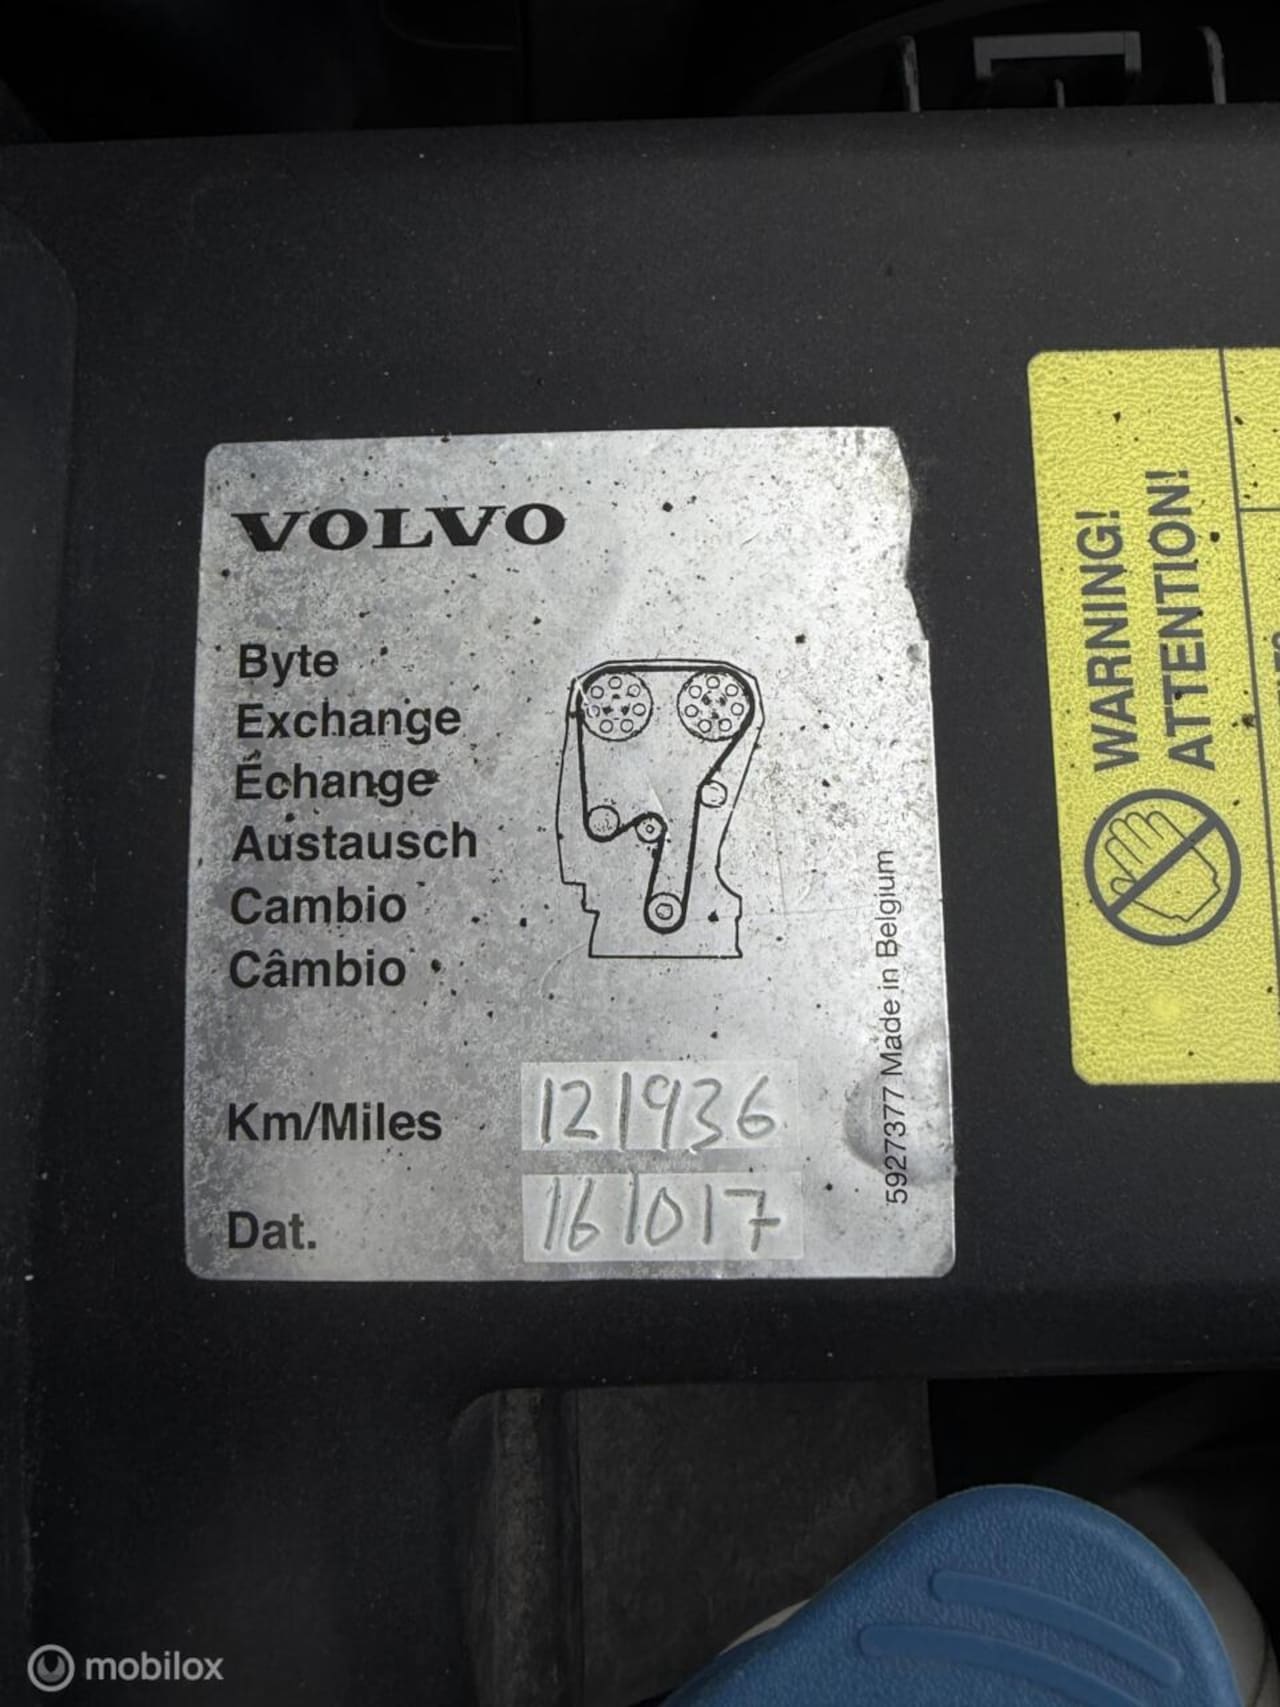 VOLVO
Byte
Exchange
Échange
Austausch
Cambio
Câmbio
Km/Miles 121936
Dat. 161017
5927377 Made in Belgium
WARNING!
ATTENTION!
mobilox